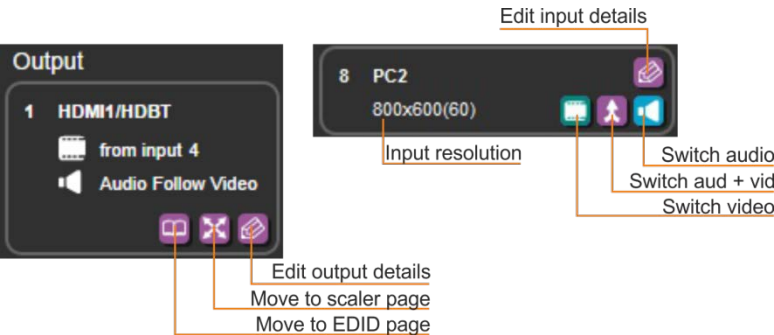 Edit input details
Output
1 HDMI1/HDBT
from input 4
Audio Follow Video
Edit output details
Move to scaler page
Move to EDID page
8 PC2
800x600(60)
Input resolution
Switch audio
Switch aud + vid
Switch video